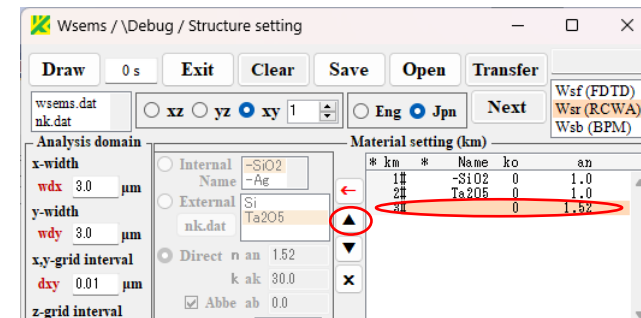 Wsems / \Debug / Structure setting
Draw 0 s Exit Clear Save Open Transfer
wsems.dat
nk.dat
xz yz xy 1 Eng Jpn Next
Wsf (FDTD)
Wsr (RCWA)
Wsb (BPM)
Analysis domain
x-width
wdx 3.0 μm
y-width
wdy 3.0 μm
x,y-grid interval
dxy 0.01 μm
z-grid interval
Internal Name
-SiO2
-Ag
External
nk.dat
Si
Ta2O5
Direct n an 1.52
k ak 30.0
Abbe ab 0.0
Material setting (km)
* km * Name ko an
1# -SiO2 0 1.0
2# Ta2O5 0 1.0
3# 0 1.52